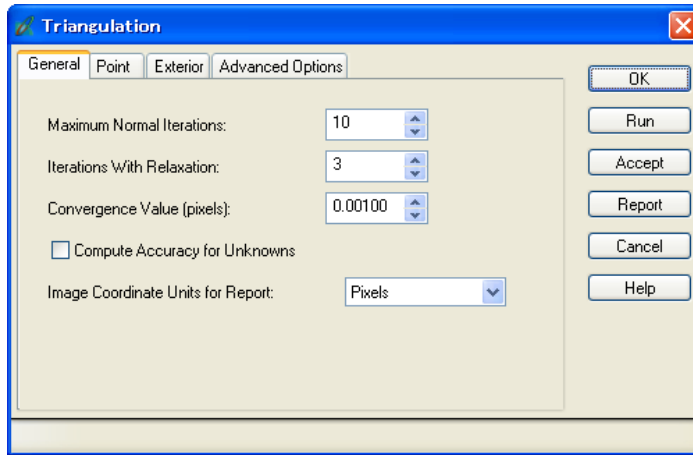 Triangulation
General Point Exterior Advanced Options
OK
Maximum Normal Iterations: 10
Run
Iterations With Relaxation: 3
Accept
Convergence Value (pixels): 0.00100
Report
Compute Accuracy for Unknowns
Cancel
Image Coordinate Units for Report: Pixels
Help